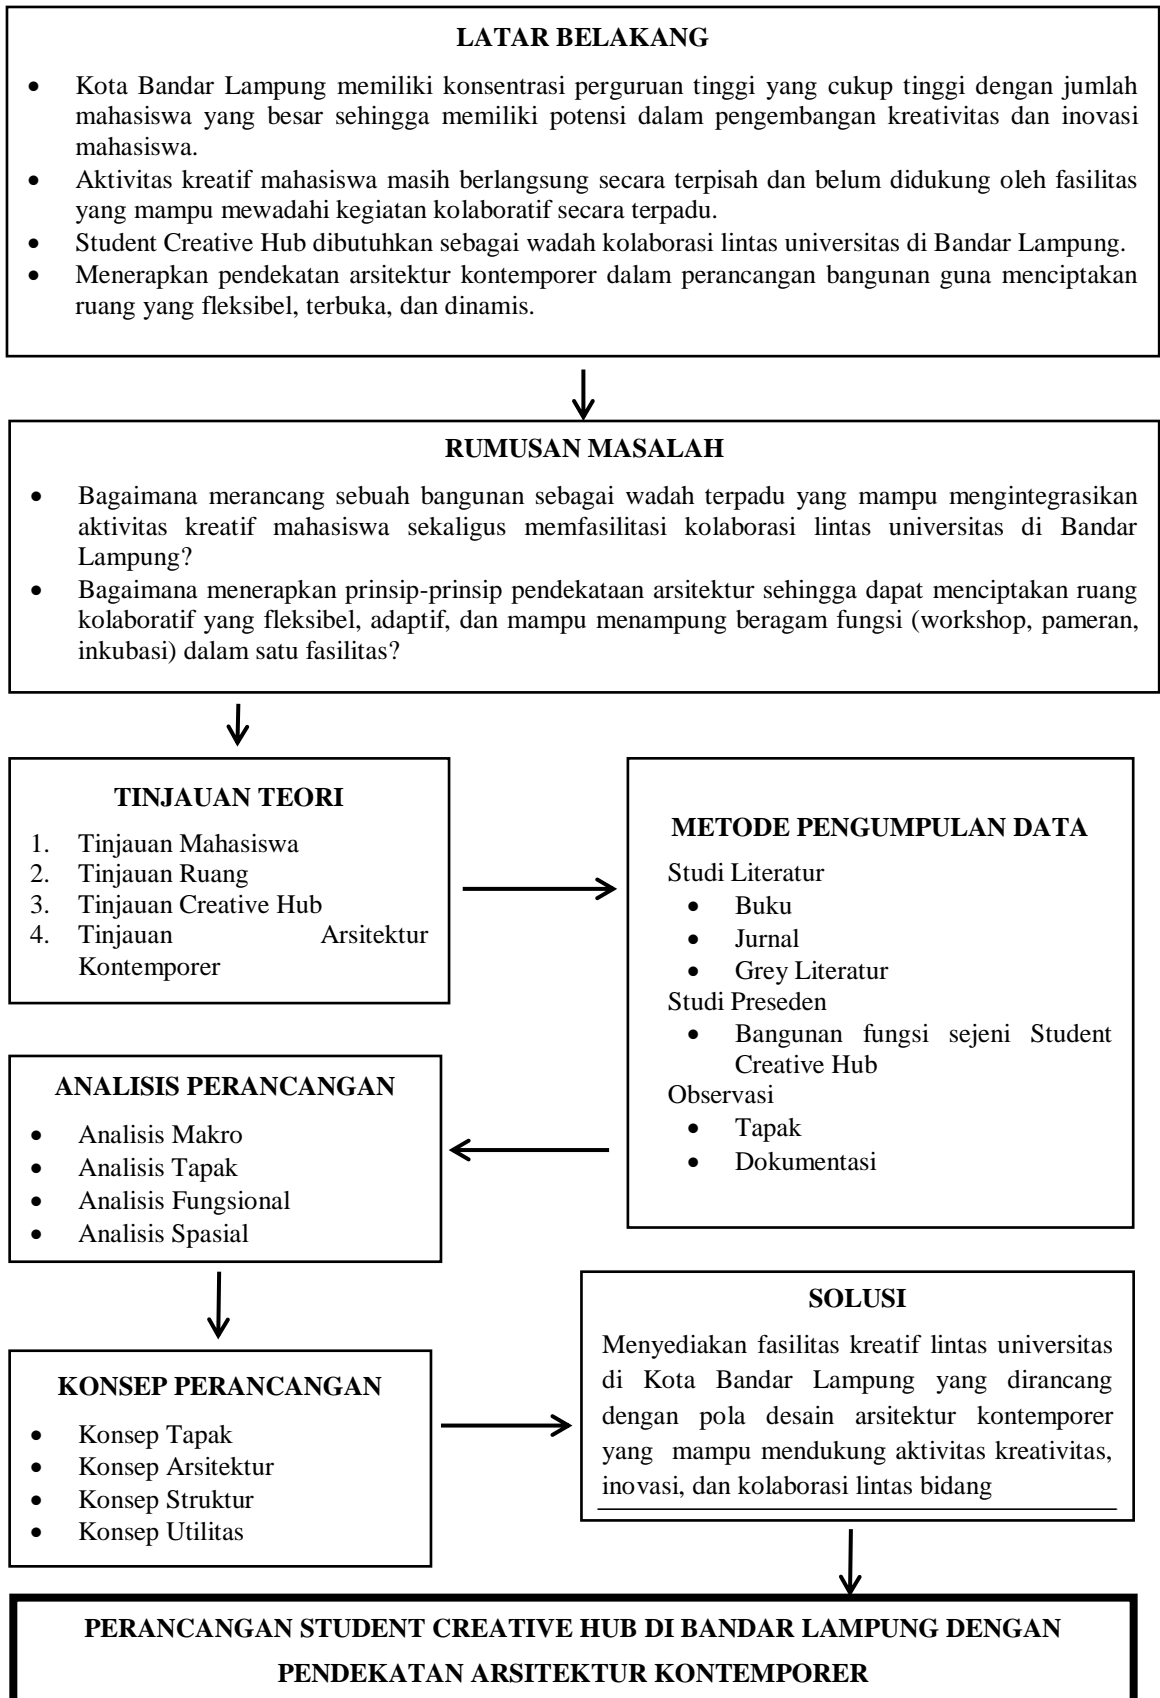 LATAR BELAKANG
• Kota Bandar Lampung memiliki konsentrasi perguruan tinggi yang cukup tinggi dengan jumlah
mahasiswa yang besar sehingga memiliki potensi dalam pengembangan kreativitas dan inovasi
mahasiswa.
• Aktivitas kreatif mahasiswa masih berlangsung secara terpisah dan belum didukung oleh fasilitas
yang mampu mewadahi kegiatan kolaboratif secara terpadu.
• Student Creative Hub dibutuhkan sebagai wadah kolaborasi lintas universitas di Bandar Lampung.
• Menerapkan pendekatan arsitektur kontemporer dalam perancangan bangunan guna menciptakan
ruang yang fleksibel, terbuka, dan dinamis.
RUMUSAN MASALAH
• Bagaimana merancang sebuah bangunan sebagai wadah terpadu yang mampu mengintegrasikan
aktivitas kreatif mahasiswa sekaligus memfasilitasi kolaborasi lintas universitas di Bandar
Lampung?
• Bagaimana menerapkan prinsip-prinsip pendekataan arsitektur sehingga dapat menciptakan ruang
kolaboratif yang fleksibel, adaptif, dan mampu menampung beragam fungsi (workshop, pameran,
inkubasi) dalam satu fasilitas?
TINJAUAN TEORI
1. Tinjauan Mahasiswa
2. Tinjauan Ruang
3. Tinjauan Creative Hub
4. Tinjauan Arsitektur
Kontemporer
METODE PENGUMPULAN DATA
Studi Literatur
• Buku
• Jurnal
• Grey Literatur
Studi Preseden
• Bangunan fungsi sejeni Student
Creative Hub
Observasi
• Tapak
• Dokumentasi
ANALISIS PERANCANGAN
• Analisis Makro
• Analisis Tapak
• Analisis Fungsional
• Analisis Spasial
KONSEP PERANCANGAN
• Konsep Tapak
• Konsep Arsitektur
• Konsep Struktur
• Konsep Utilitas
SOLUSI
Menyediakan fasilitas kreatif lintas universitas
di Kota Bandar Lampung yang dirancang
dengan pola desain arsitektur kontemporer
yang mampu mendukung aktivitas kreativitas,
inovasi, dan kolaborasi lintas bidang
PERANCANGAN STUDENT CREATIVE HUB DI BANDAR LAMPUNG DENGAN
PENDEKATAN ARSITEKTUR KONTEMPORER